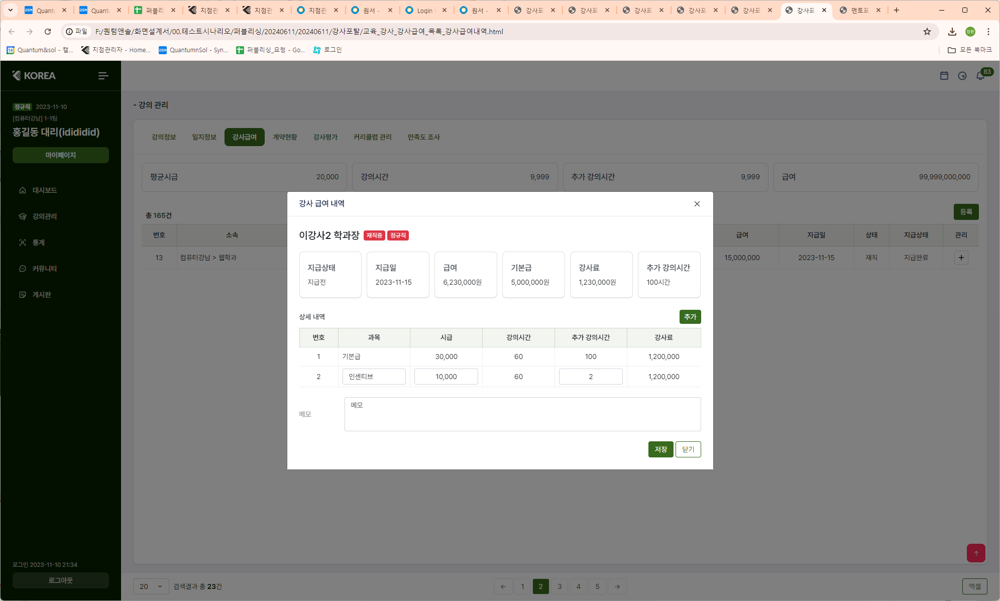 Quantu
Quantu
퍼블리
지점관
지점관
지점관
원서 -
Login
원서 -
강사포
강사포
강사포
강사포
강사포
강사포
멘토포
파일 F:/퀀텀앤솔/화면설계서/00.테스트시나리오/퍼블리싱/20240611/20240611/강사포탈/교육_강사_강사급여_목록_강사급여내역.html
정환
14 Quantum&sol - 캘...
지점관리자 - Home...
DSM QuantumnSol - Syn...
퍼블리싱_요청 - Go...
로그인
모든 북마크
KOREA
83
정규직 2023-11-10
[컴퓨터강남] 1-1팀
홍길동 대리(idididid)
마이페이지
대시보드
강의관리
통계
커뮤니티
게시판
로그인 2023-11-10 21:34
로그아웃
- 강의 관리
강의정보 일지정보 강사급여 계약현황 강사평가 커리큘럼 관리 만족도 조사
평균시급 20,000
강의시간 9,999
추가 강의시간 9,999
급여 99,999,000,000
총 165건
등록
번호 소속 급여 지급일 상태 지급상태 관리
13 컴퓨터강남 > 웹학과 15,000,000 2023-11-15 재직 지급완료 +
강사 급여 내역
이강사2 학과장 재직중 정규직
지급상태
지급전
지급일
2023-11-15
급여
6,230,000원
기본급
5,000,000원
강사료
1,230,000원
추가 강의시간
100시간
상세 내역
추가
번호 과목 시급 강의시간 추가 강의시간 강사료
1 기본급 30,000 60 100 1,200,000
2 인센티브 10,000 60 2 1,200,000
메모
메모
저장 닫기
20 검색결과 총 23건
← 1 2 3 4 5 →
엑셀